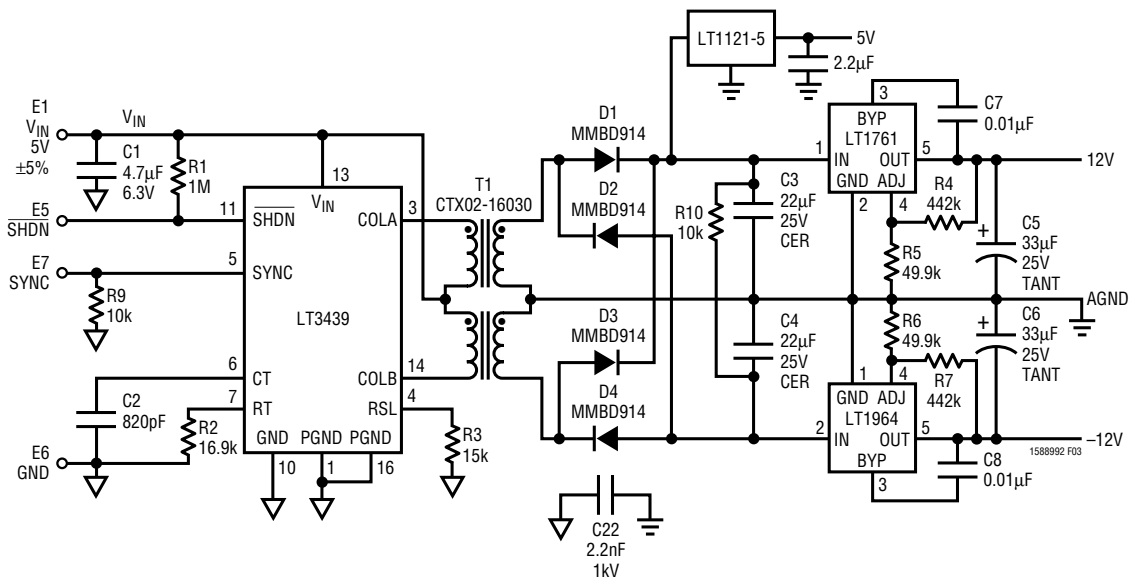 LT1121-5
5V
2.2µF
E1
VIN
5V
±5%
VIN
C1
4.7µF
6.3V
R1
1M
13
VIN
E5
SHDN
11
SHDN
COLA
3
T1
CTX02-16030
D1
MMBD914
D2
MMBD914
R10
10k
C3
22µF
25V
CER
1
3
BYP
LT1761
IN
OUT
GND
ADJ
5
2
4
C7
0.01µF
12V
R4
442k
R5
49.9k
C5
33µF
25V
TANT
+
E7
SYNC
5
SYNC
R9
10k
LT3439
AGND
D3
MMBD914
D4
MMBD914
C4
22µF
25V
CER
R6
49.9k
+
C6
33µF
25V
TANT
R7
442k
6
CT
C2
820pF
7
RT
R2
16.9k
14
COLB
4
RSL
R3
15k
E6
GND
GND
PGND
PGND
10
1
16
1
4
GND
ADJ
LT1964
2
IN
OUT
5
BYP
3
C8
0.01µF
–12V
1588992 F03
C22
2.2nF
1kV